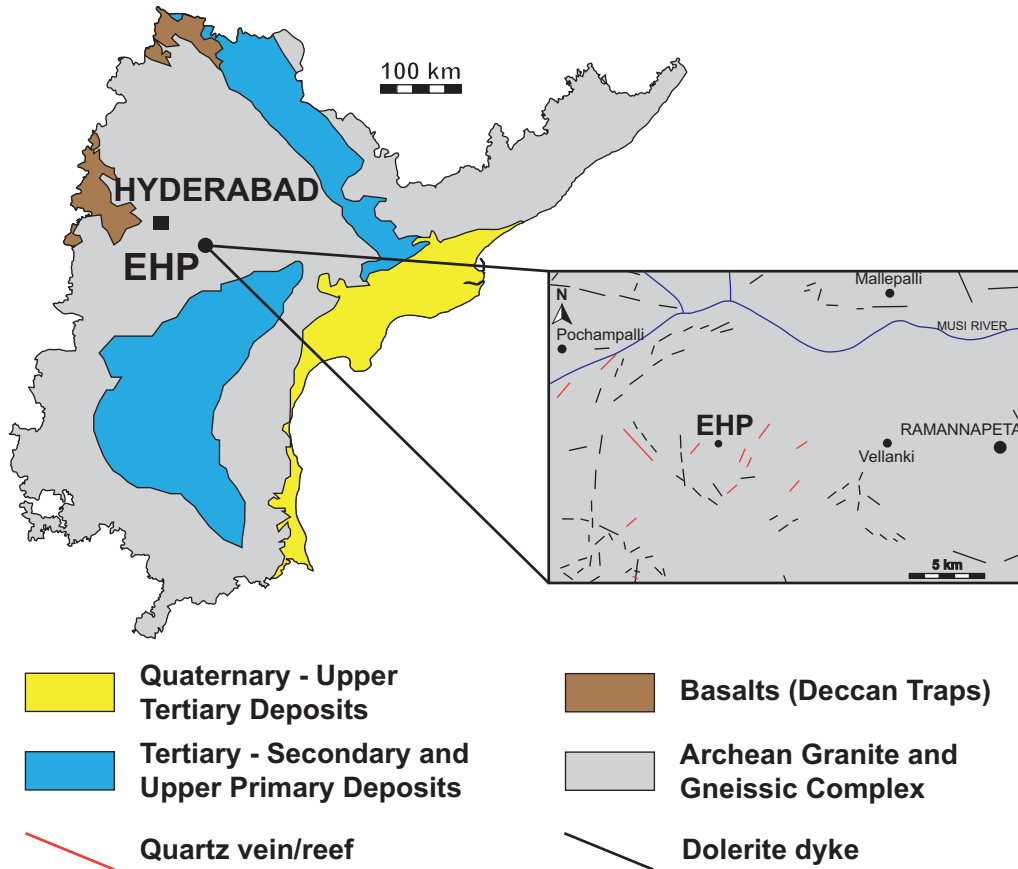 100 km
HYDERABAD
EHP
N
Mallepalli
MUSI RIVER
Pochampalli
EHP
RAMANNAPETA
Vellanki
5 km
Quaternary - Upper
Tertiary Deposits
Basalts (Deccan Traps)
Tertiary - Secondary and
Upper Primary Deposits
Archean Granite and
Gneissic Complex
Quartz vein/reef
Dolerite dyke